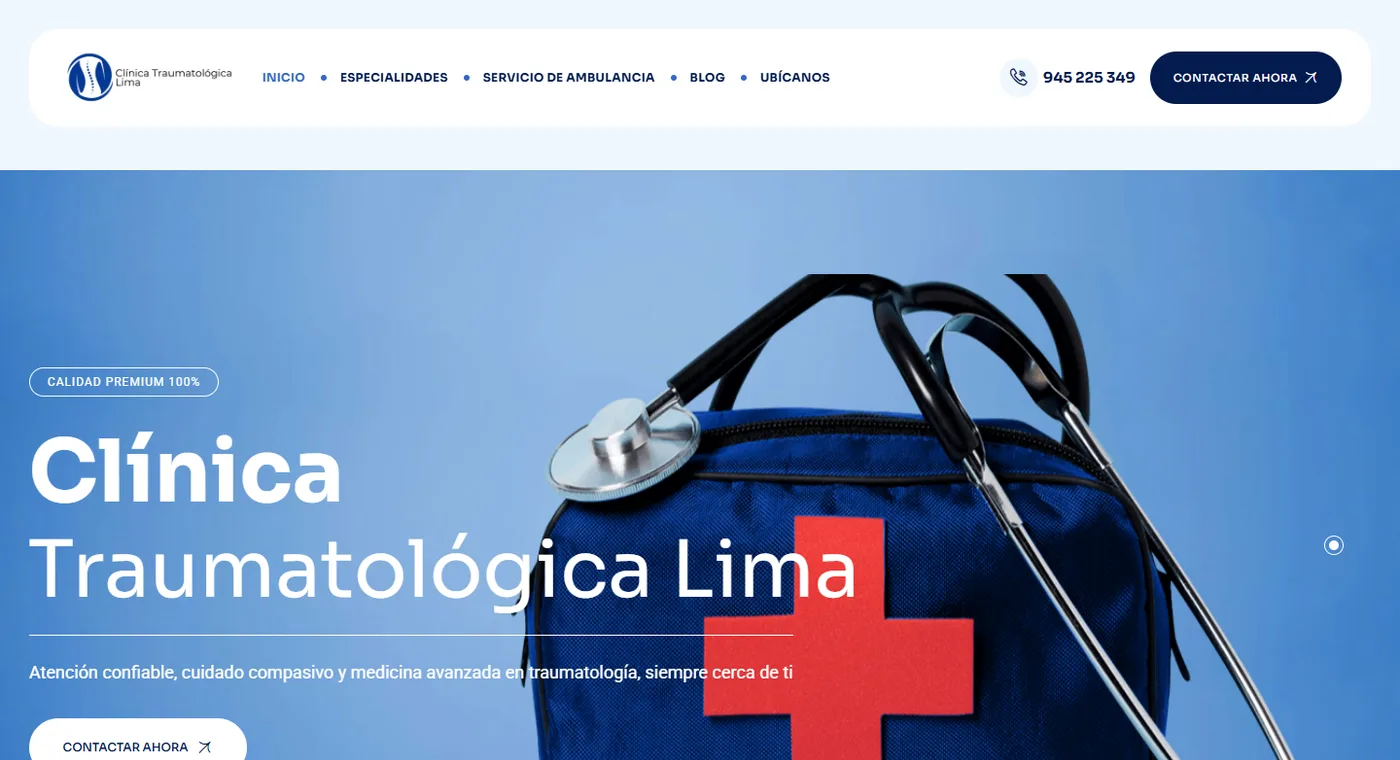 Clínica Traumatológica
Lima
INICIO
ESPECIALIDADES
SERVICIO DE AMBULANCIA
BLOG
UBÍCANOS
945 225 349
CONTACTAR AHORA
CALIDAD PREMIUM 100%
Clínica
Traumatológica Lima
Atención confiable, cuidado compasivo y medicina avanzada en traumatología, siempre cerca de ti
CONTACTAR AHORA